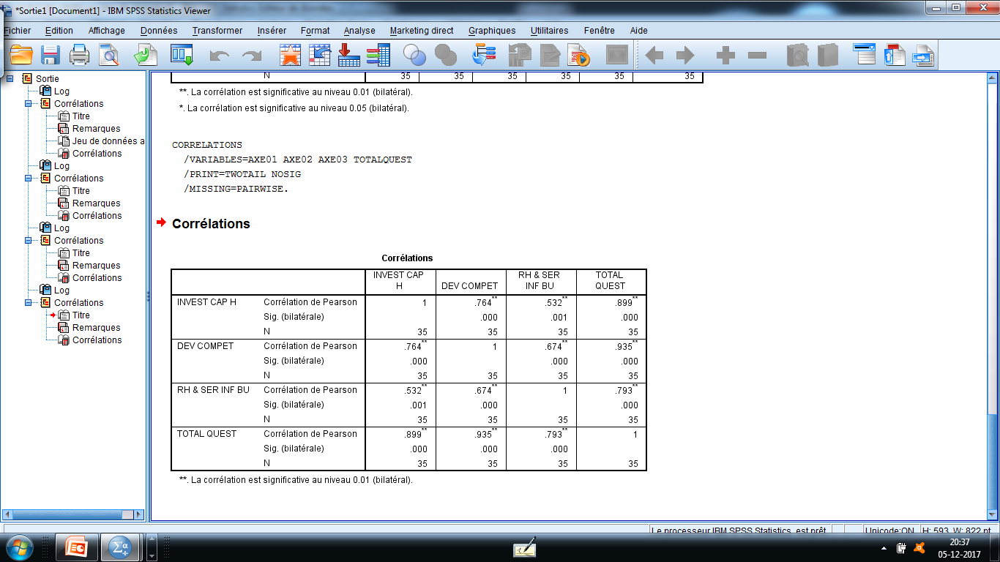 *Sortie1 [Document1] - IBM SPSS Statistics Viewer
Fichier Edition Affichage Données Transformer Insérer Format Analyse Marketing direct Graphiques Utilitaires Fenêtre Aide
Sortie
Log
Corrélations
Titre
Remarques
Jeu de données a
Corrélations
Log
Corrélations
Titre
Remarques
Corrélations
Log
Corrélations
Titre
Remarques
Corrélations
Log
Corrélations
Titre
Remarques
Corrélations
N 35 35 35 35 35 35
**. La corrélation est significative au niveau 0.01 (bilatéral).
*. La corrélation est significative au niveau 0.05 (bilatéral).
CORRELATIONS
/VARIABLES=AXE01 AXE02 AXE03 TOTALQUEST
/PRINT=TWOTAIL NOSIG
/MISSING=PAIRWISE.
Corrélations
Corrélations
INVEST CAP RH & SER TOTAL
H DEV COMPET INF BU QUEST
INVEST CAP H Corrélation de Pearson 1 .764** .532** .899**
Sig. (bilatérale) .000 .001 .000
N 35 35 35 35
DEV COMPET Corrélation de Pearson .764** 1 .674** .935**
Sig. (bilatérale) .000 .000 .000
N 35 35 35 35
RH & SER INF BU Corrélation de Pearson .532** .674** 1 .793**
Sig. (bilatérale) .001 .000 .000
N 35 35 35 35
TOTAL QUEST Corrélation de Pearson .899** .935** .793** 1
Sig. (bilatérale) .000 .000 .000
N 35 35 35 35
**. La corrélation est significative au niveau 0.01 (bilatéral).
Le processeur IBM SPSS Statistics est prêt Unicode:ON H: 593, W: 822 pt
20:37
05-12-2017